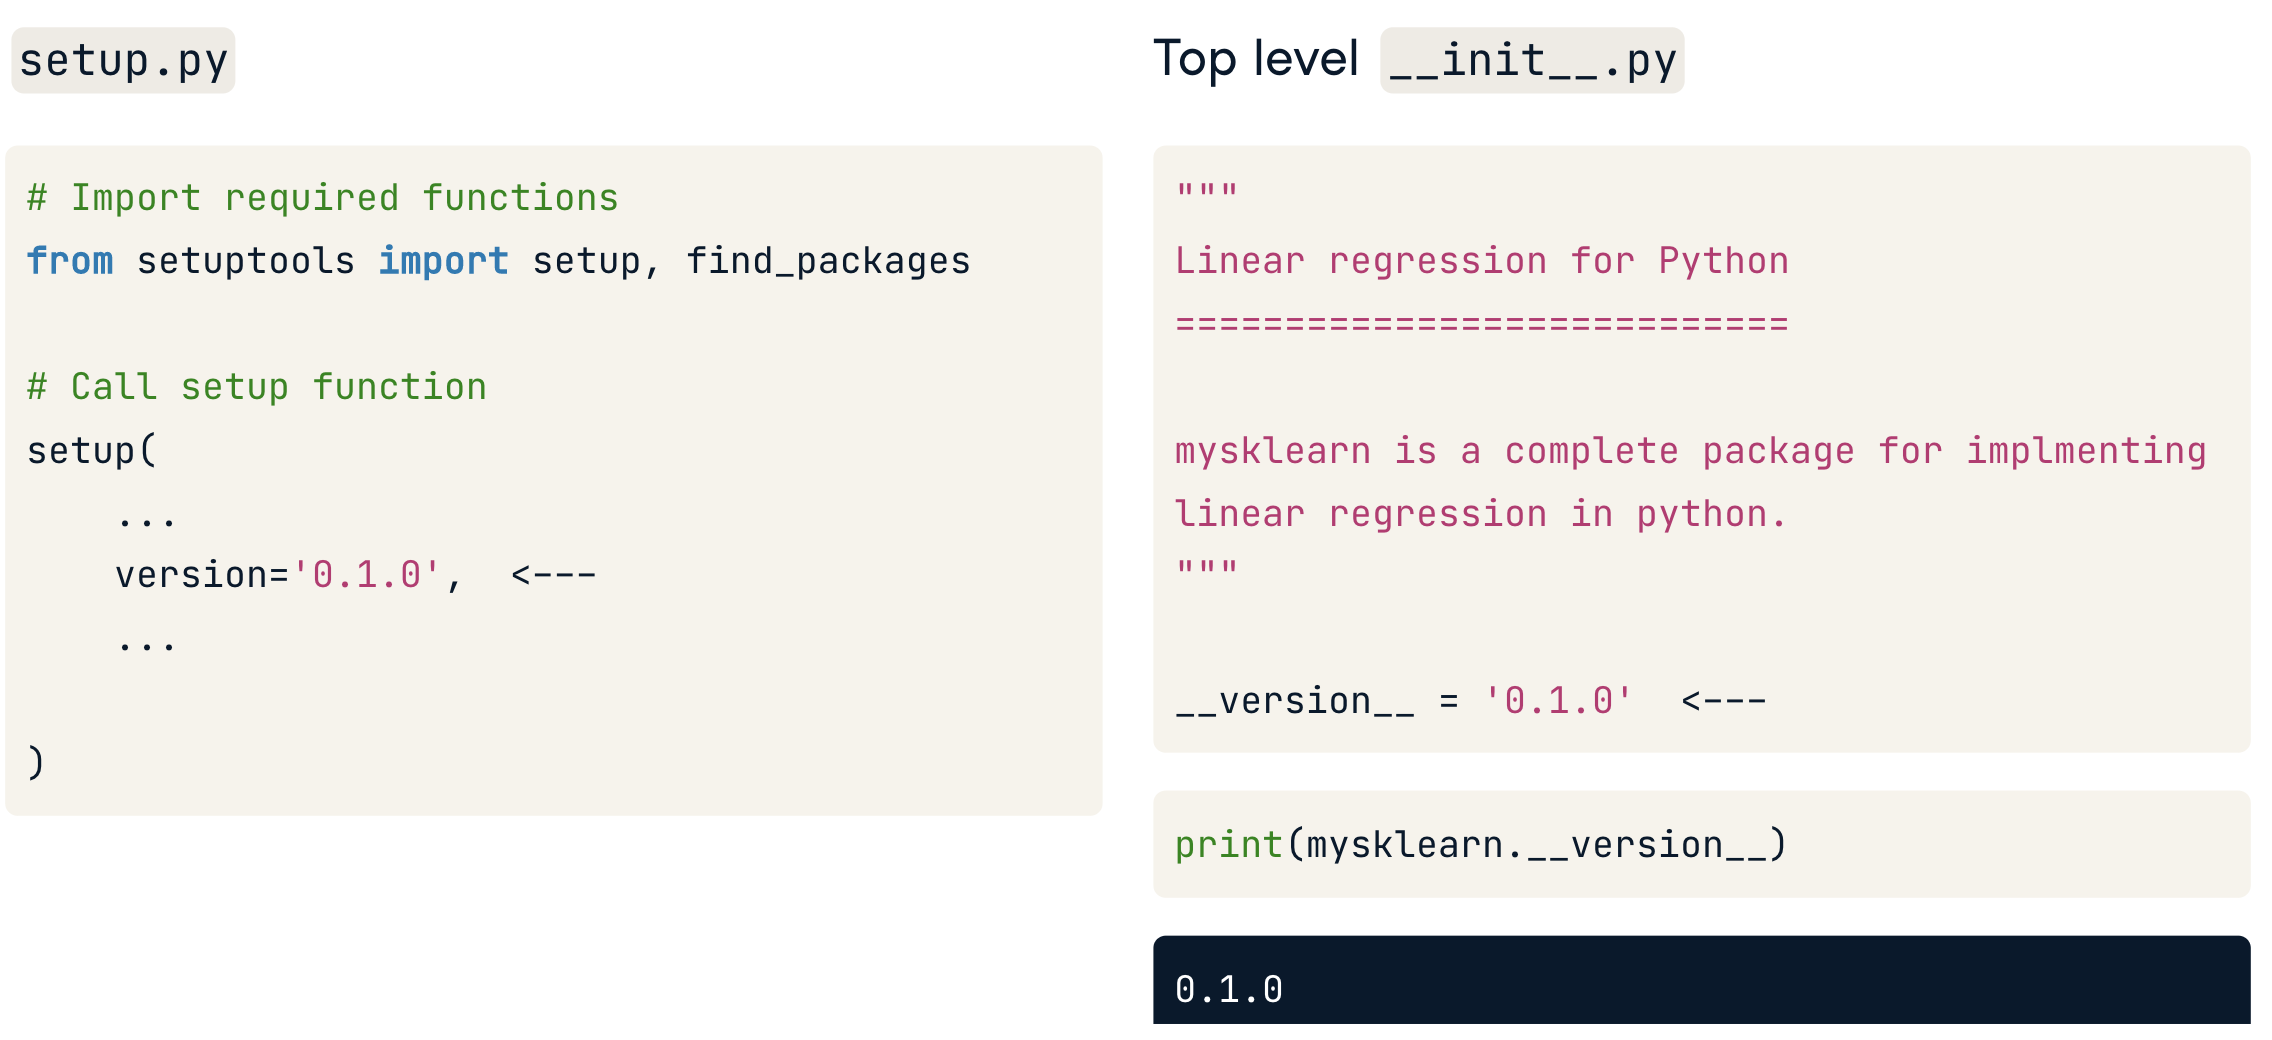 setup.py
# Import required functions
from setuptools import setup, find_packages
# Call setup function
setup(
    ...
    version='0.1.0',  <---
    ...
)
Top level __init__.py
"""
Linear regression for Python
============================
mysklearn is a complete package for implmenting
linear regression in python.
"""
__version__ = '0.1.0'  <---
print(mysklearn.__version__)
0.1.0